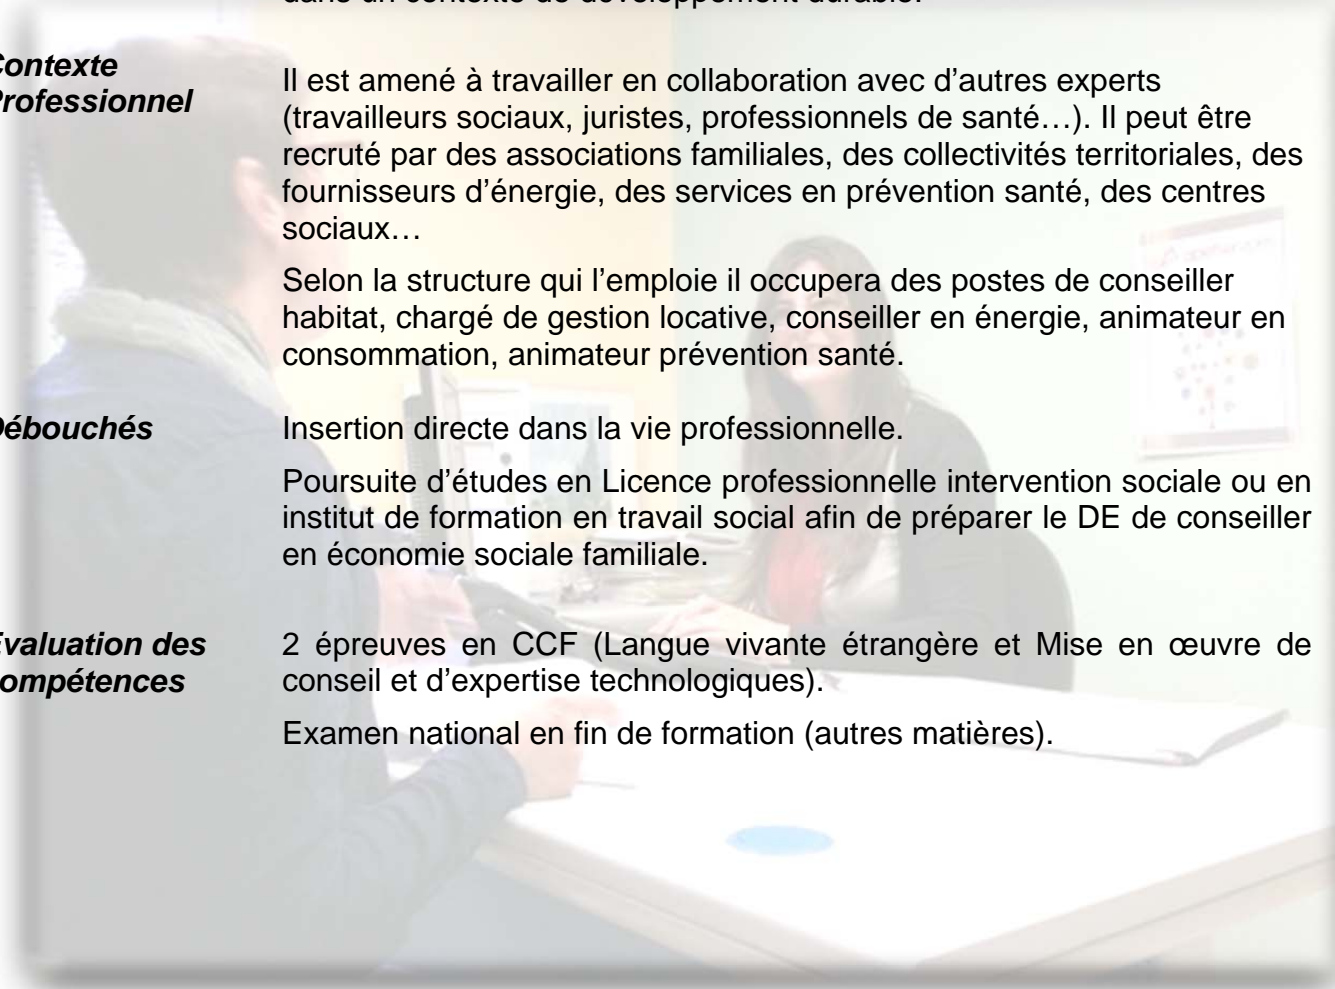 Contexte
Professionnel
Il est amené à travailler en collaboration avec d'autres experts
(travailleurs sociaux, juristes, professionnels de santé…). Il peut être
recruté par des associations familiales, des collectivités territoriales, des
fournisseurs d'énergie, des services en prévention santé, des centres
sociaux…
Selon la structure qui l'emploie il occupera des postes de conseiller
habitat, chargé de gestion locative, conseiller en énergie, animateur en
consommation, animateur prévention santé.
Débouchés
Insertion directe dans la vie professionnelle.
Poursuite d'études en Licence professionnelle intervention sociale ou en
institut de formation en travail social afin de préparer le DE de conseiller
en économie sociale familiale.
Evaluation des
compétences
2 épreuves en CCF (Langue vivante étrangère et Mise en œuvre de
conseil et d'expertise technologiques).
Examen national en fin de formation (autres matières).